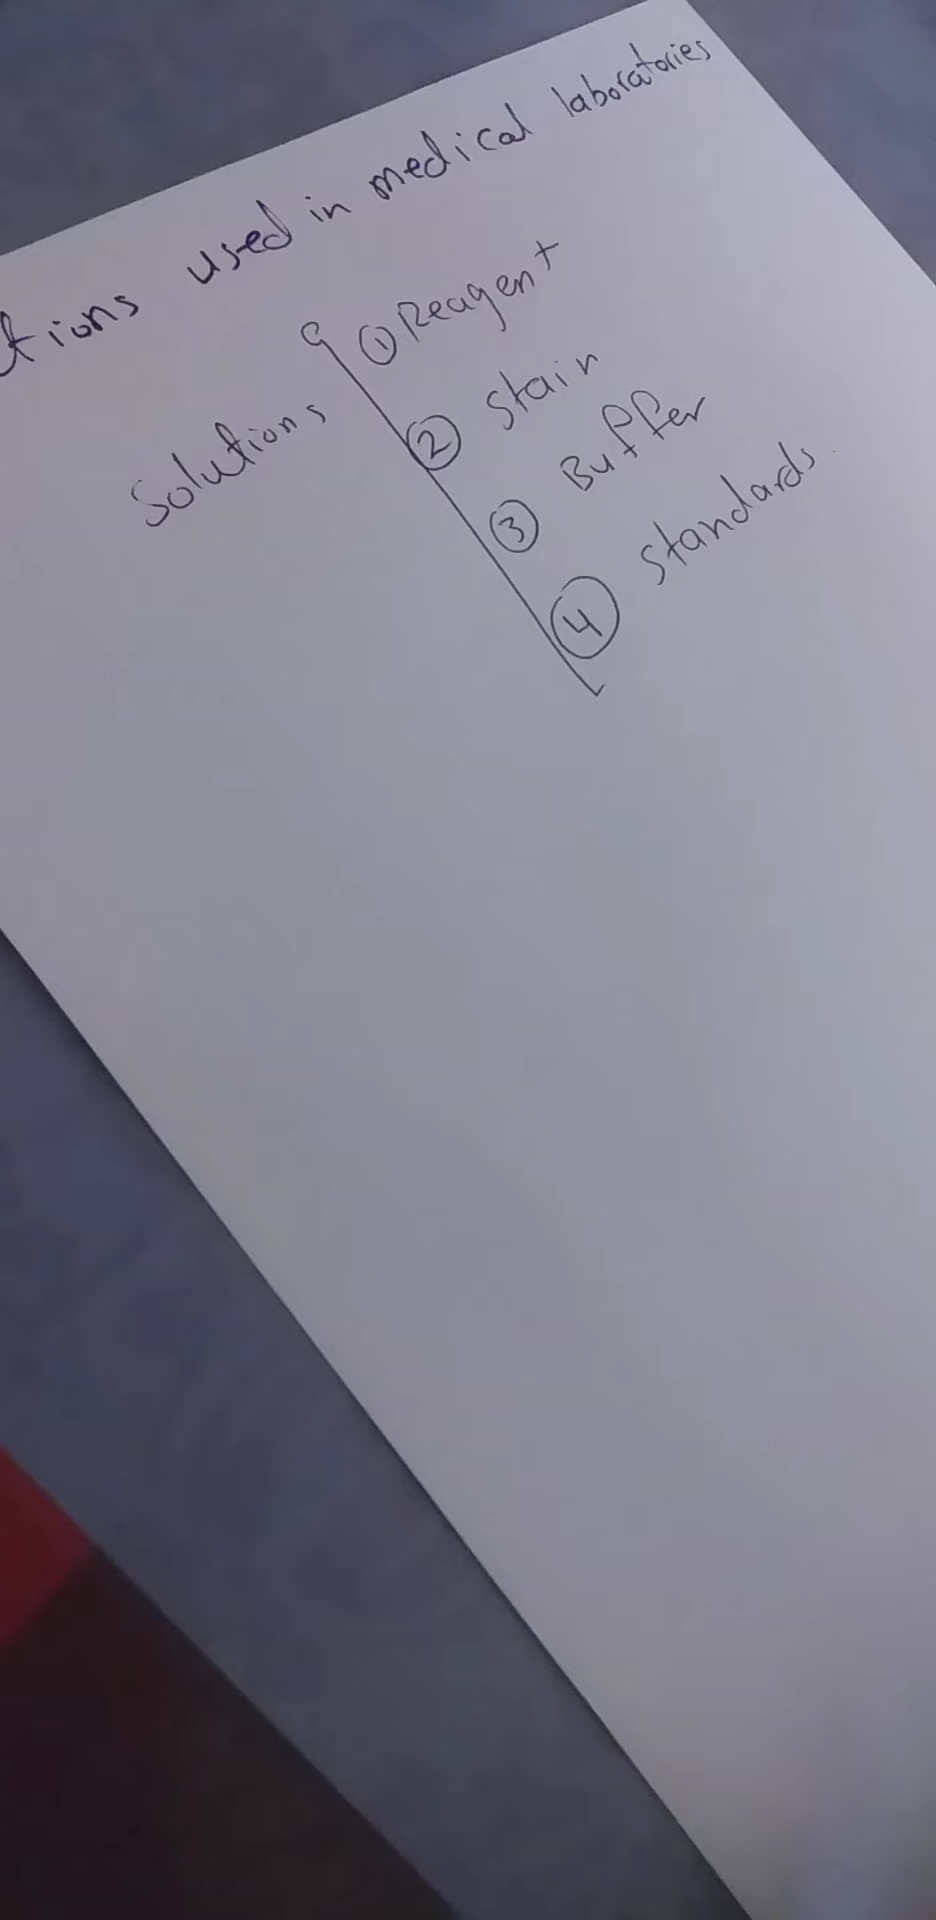 tions used in medical laboratories
Solutions
① Reagent
② Stain
③ Buffer
④ standards.